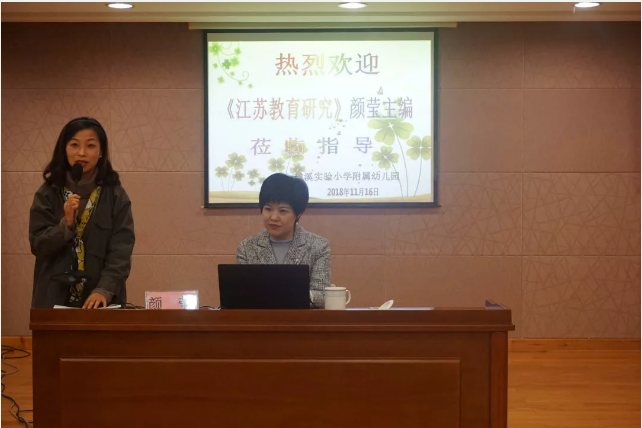 热烈欢迎
《江苏教育研究》颜莹主编
莅临指导
溪实验小学附属幼儿园
2018年11月16日
颜